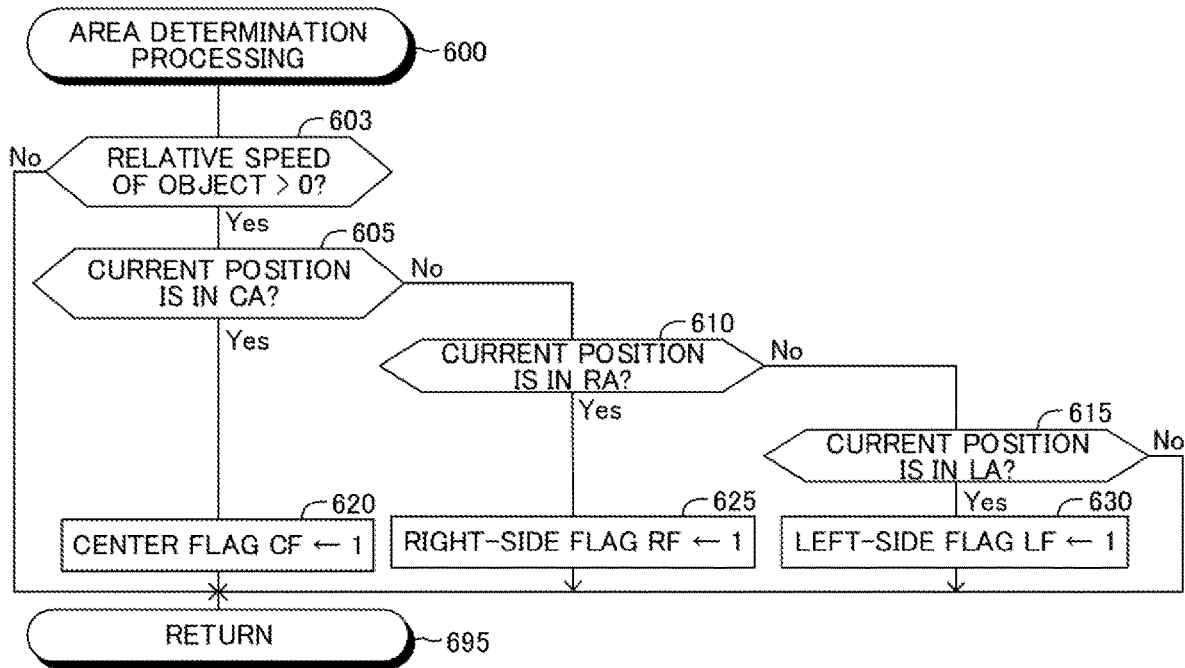 AREA DETERMINATION
PROCESSING
600
603
No
RELATIVE SPEED
OF OBJECT > 0?
Yes
605
CURRENT POSITION
IS IN CA?
No
Yes
610
CURRENT POSITION
IS IN RA?
No
Yes
615
CURRENT POSITION
IS IN LA?
No
Yes
620
CENTER FLAG CF ← 1
625
RIGHT-SIDE FLAG RF ← 1
630
LEFT-SIDE FLAG LF ← 1
RETURN
695